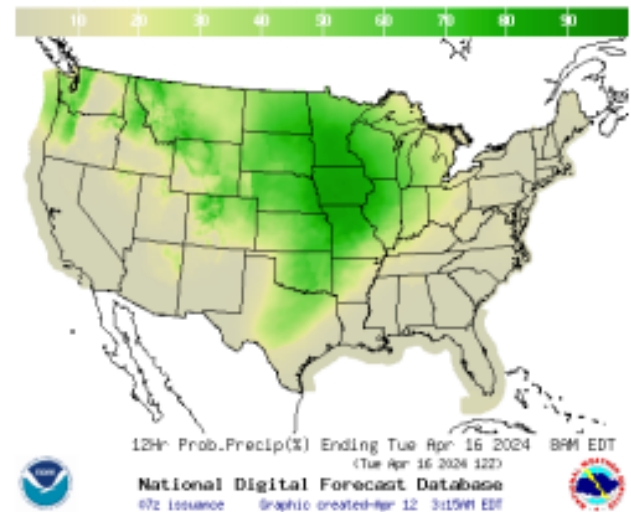 10 20 30 40 50 60 70 80 90
12Hr Prob.Precip(%) Ending Tue Apr 16 2024 8AM EDT
(Tue Apr 16 2024 12Z)
National Digital Forecast Database
07z issuance Graphic created-Apr 12 3:15AM EDT